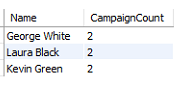 Name CampaignCount
George White 2
Laura Black 2
Kevin Green 2